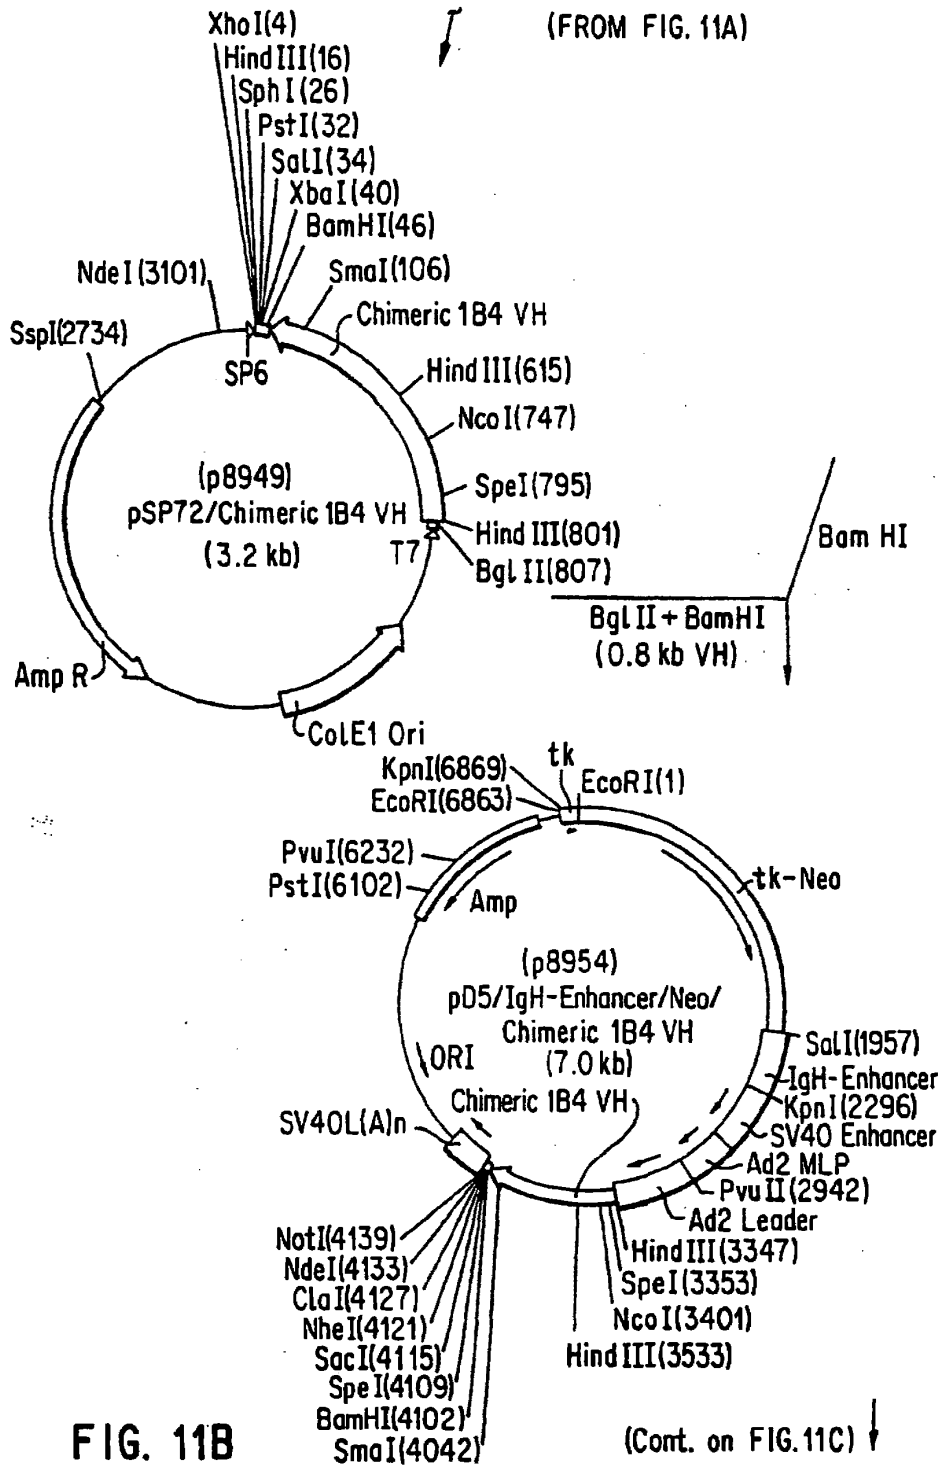 (FROM FIG. 11A)
XhoI(4)
HindIII(16)
SphI(26)
PstI(32)
SalI(34)
XbaI(40)
BamHI(46)
SmaI(106)
Chimeric 1B4 VH
NdeI(3101)
SspI(2734)
SP6
HindIII(615)
NcoI(747)
(p8949)
pSP72/Chimeric 1B4 VH
(3.2 kb)
SpeI(795)
HindIII(801)
T7
BglII(807)
Bam HI
BglII+BamHI
(0.8 kb VH)
Amp R
ColE1 Ori
tk
KpnI(6869)
EcoRI(1)
EcoRI(6863)
PvuI(6232)
PstI(6102)
tk-Neo
Amp
(p8954)
pD5/IgH-Enhancer/Neo/
Chimeric 1B4 VH
(7.0 kb)
SalI(1957)
ORI
IgH-Enhancer
Chimeric 1B4 VH
KpnI(2296)
SV40L(A)n
SV40 Enhancer
Ad2 MLP
PvuII(2942)
Ad2 Leader
NotI(4139)
HindIII(3347)
NdeI(4133)
SpeI(3353)
ClaI(4127)
NcoI(3401)
NheI(4121)
HindIII(3533)
SacI(4115)
SpeI(4109)
BamHI(4102)
SmaI(4042)
FIG. 11B
(Cont. on FIG.11C)